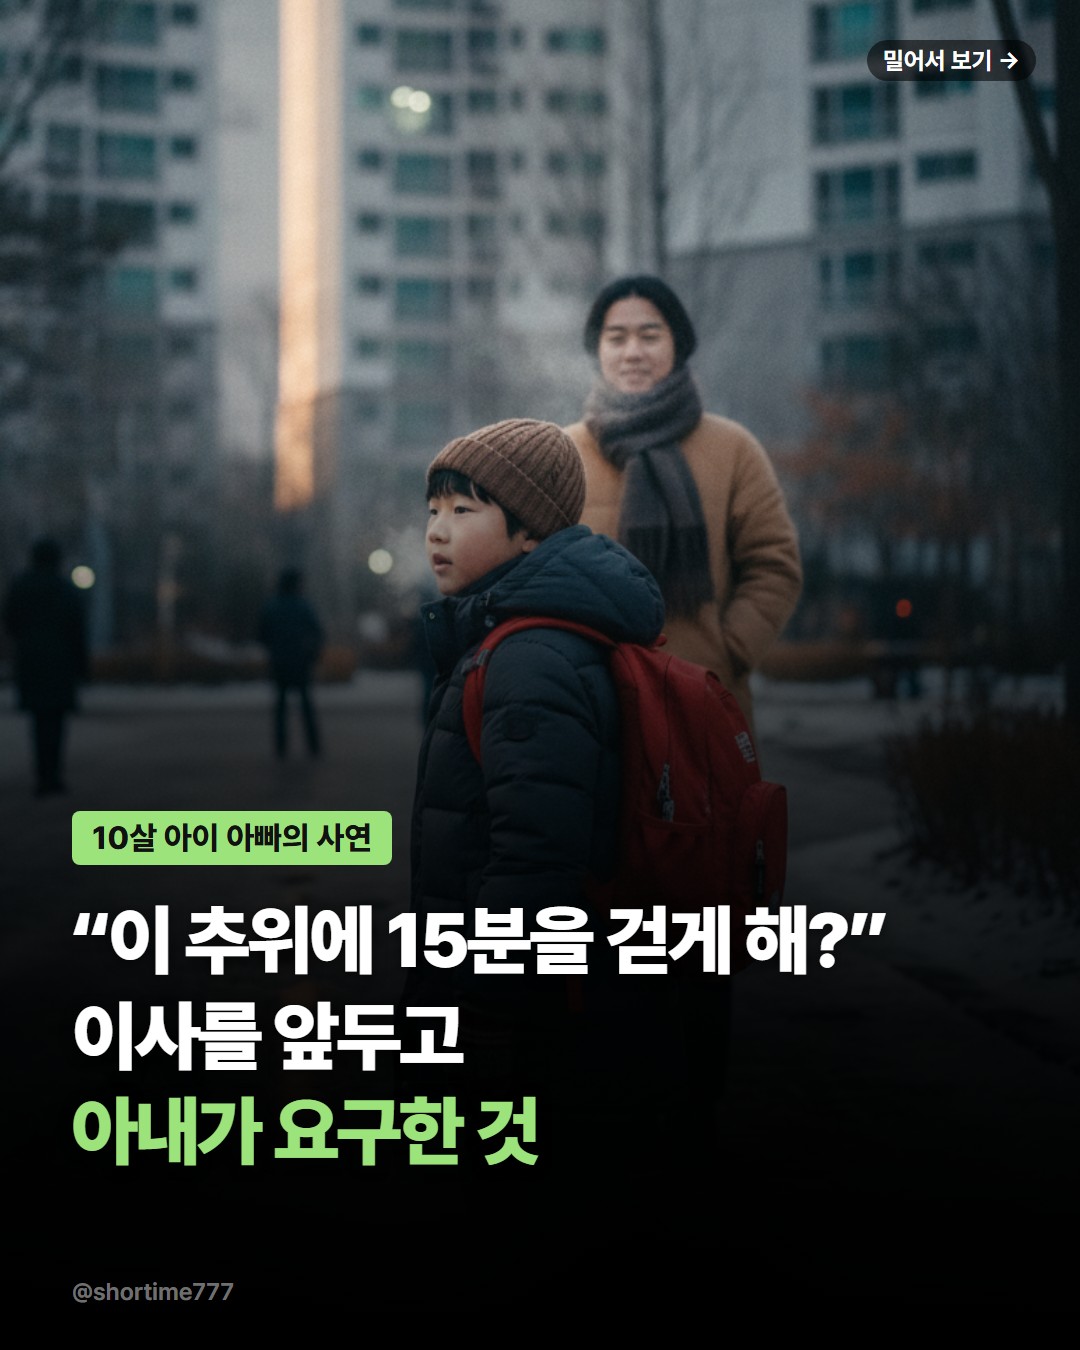 밀어서 보기 →
10살 아이 아빠의 사연
“이 추위에 15분을 걷게 해?”
이사를 앞두고
아내가 요구한 것
@shortime777